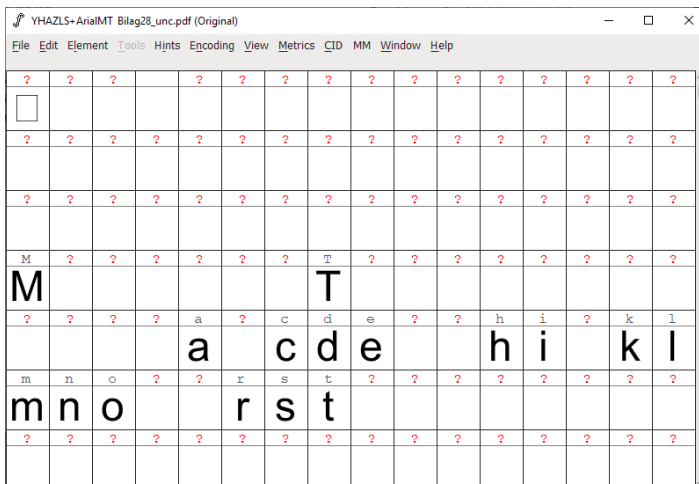 YHAZLS+ArialMT Bilag28_unc.pdf (Original)
File Edit Element Tools Hints Encoding View Metrics CID MM Window Help
? ? ? ? ? ? ? ? ? ? ? ? ? ? ?
? ? ? ? ? ? ? ? ? ? ? ? ? ? ? ?
? ? ? ? ? ? ? ? ? ? ? ? ? ? ? ?
M ? ? ? ? ? ? T ? ? ? ? ? ? ? ?
M T
? ? ? ? a ? c d e ? ? h i ? k l
a c d e h i k l
m n o ? ? r s t ? ? ? ? ? ? ? ?
m n o r s t
? ? ? ? ? ? ? ? ? ? ? ? ? ? ? ?